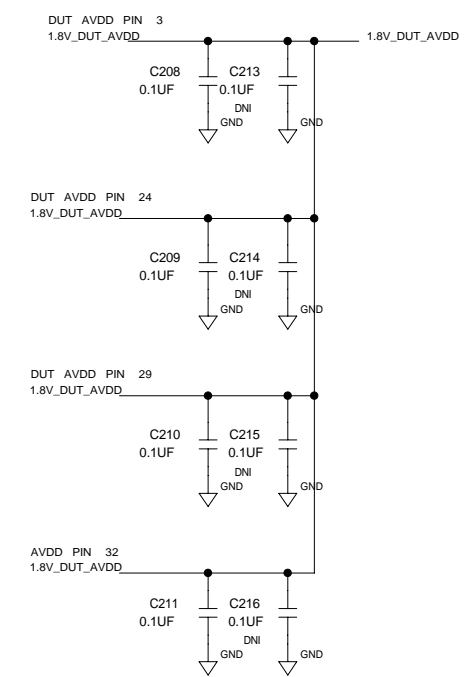 DUT AVDD PIN 3
1.8V_DUT_AVDD 1.8V_DUT_AVDD
C208 C213
0.1UF 0.1UF
DNI
GND GND
DUT AVDD PIN 24
1.8V_DUT_AVDD
C209 C214
0.1UF 0.1UF
DNI
GND GND
DUT AVDD PIN 29
1.8V_DUT_AVDD
C210 C215
0.1UF 0.1UF
DNI
GND GND
AVDD PIN 32
1.8V_DUT_AVDD
C211 C216
0.1UF 0.1UF
DNI
GND GND